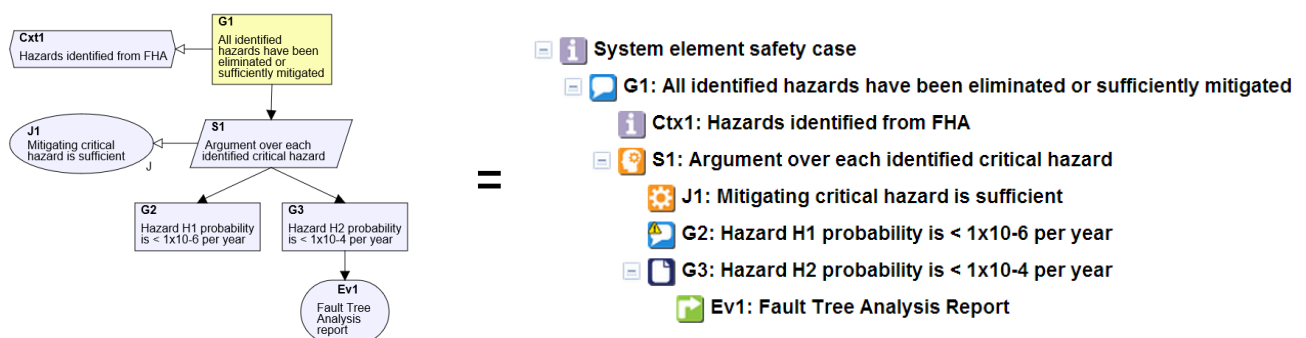 G1
All identified
hazards have been
eliminated or
sufficiently mitigated
Cxt1
Hazards identified from FHA
J1
Mitigating critical
hazard is sufficient
J
S1
Argument over each
identified critical hazard
G2
Hazard H1 probability
is < 1x10-6 per year
G3
Hazard H2 probability
is < 1x10-4 per year
Ev1
Fault Tree
Analysis
report
=
System element safety case
G1: All identified hazards have been eliminated or sufficiently mitigated
Ctx1: Hazards identified from FHA
S1: Argument over each identified critical hazard
J1: Mitigating critical hazard is sufficient
G2: Hazard H1 probability is < 1x10-6 per year
G3: Hazard H2 probability is < 1x10-4 per year
Ev1: Fault Tree Analysis Report